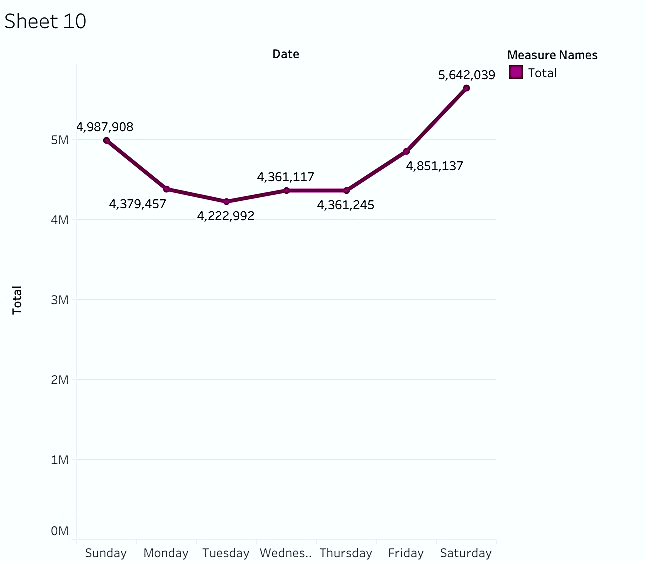 Sheet 10
Date
Measure Names
Total
5,642,039
4,987,908
5M
4,851,137
4,361,117
4,379,457
4,361,245
4,222,992
4M
Total
3M
2M
1M
0M
Sunday Monday Tuesday Wednes.. Thursday Friday Saturday